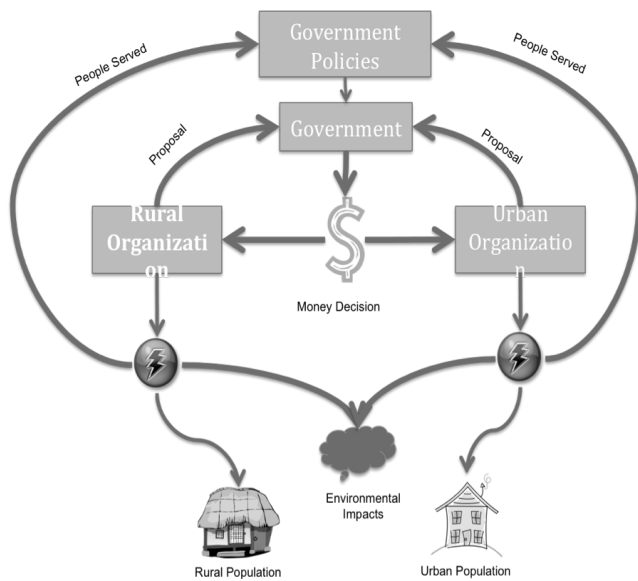 Government
Policies
People Served
People Served
Government
Proposal
Proposal
Rural
Organizati
on
Urban
Organizatio
n
Money Decision
Environmental
Impacts
Rural Population
Urban Population